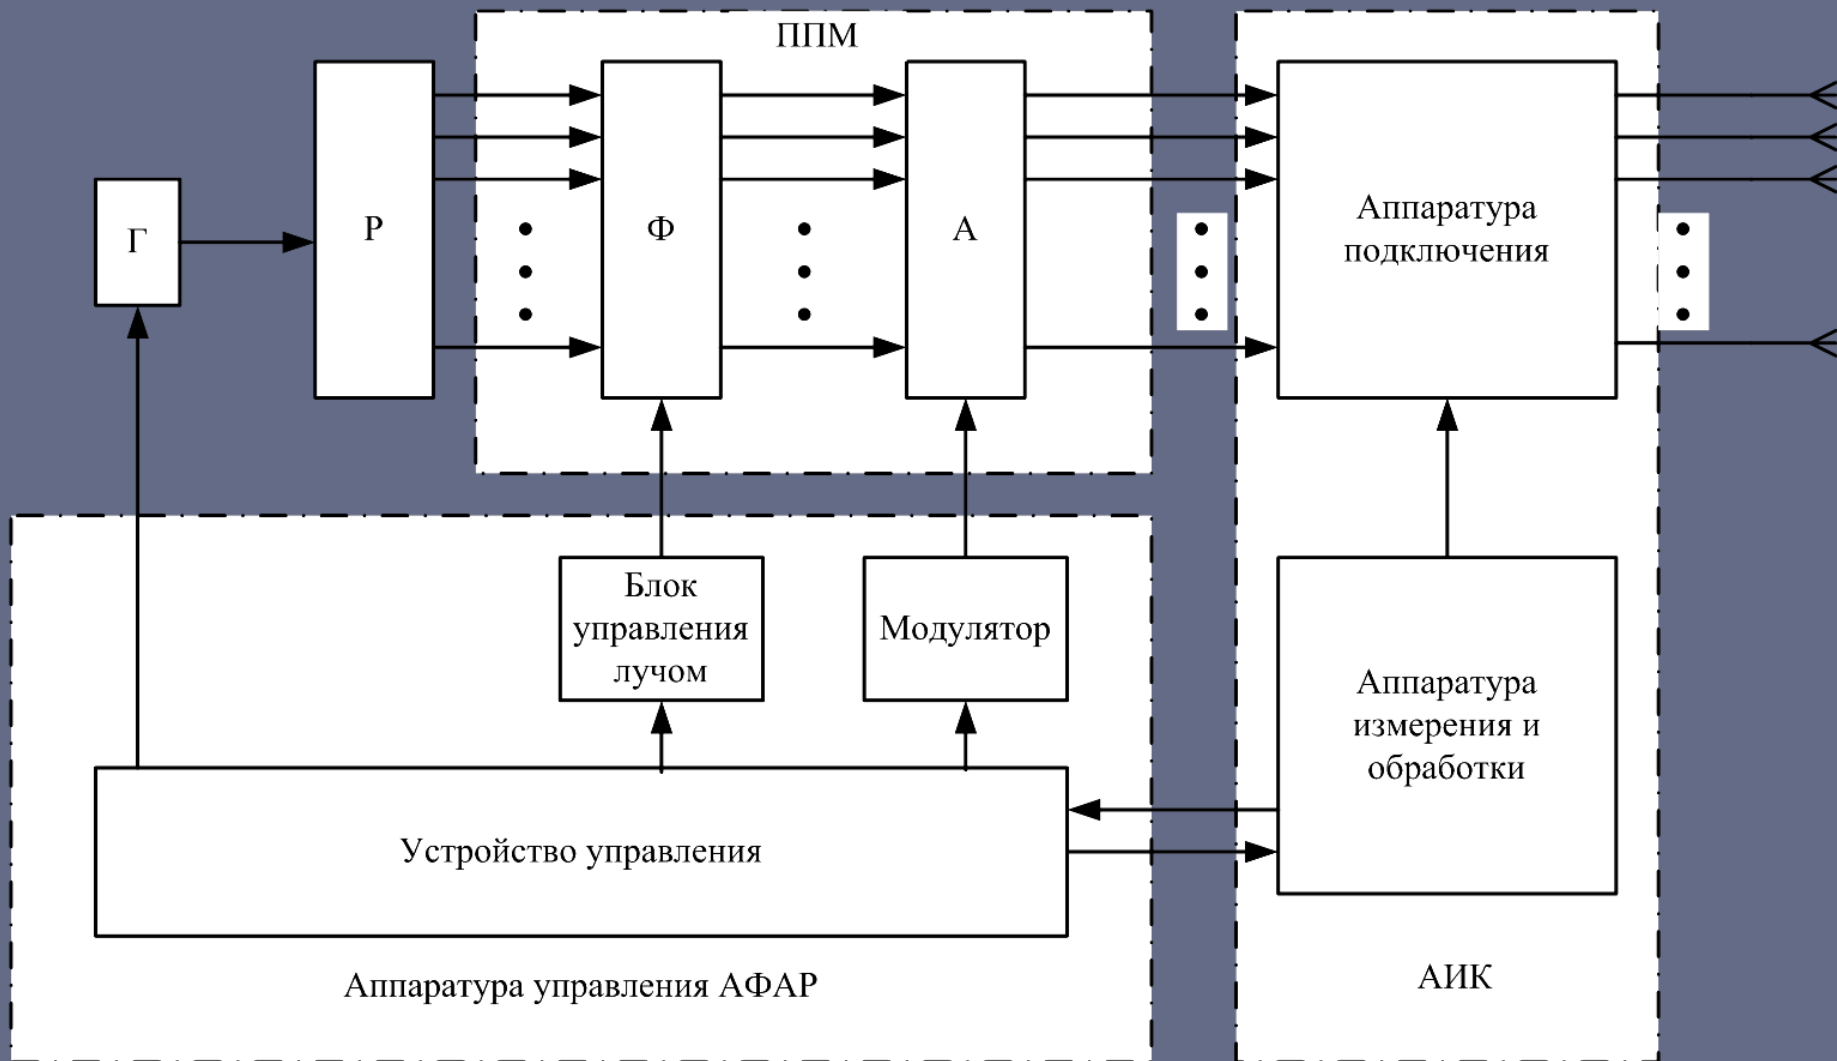 ППМ
Г
Р
Ф
А
Аппаратура
подключения
Блок
управления
лучом
Модулятор
Аппаратура
измерения и
обработки
Устройство управления
Аппаратура управления АФАР
АИК